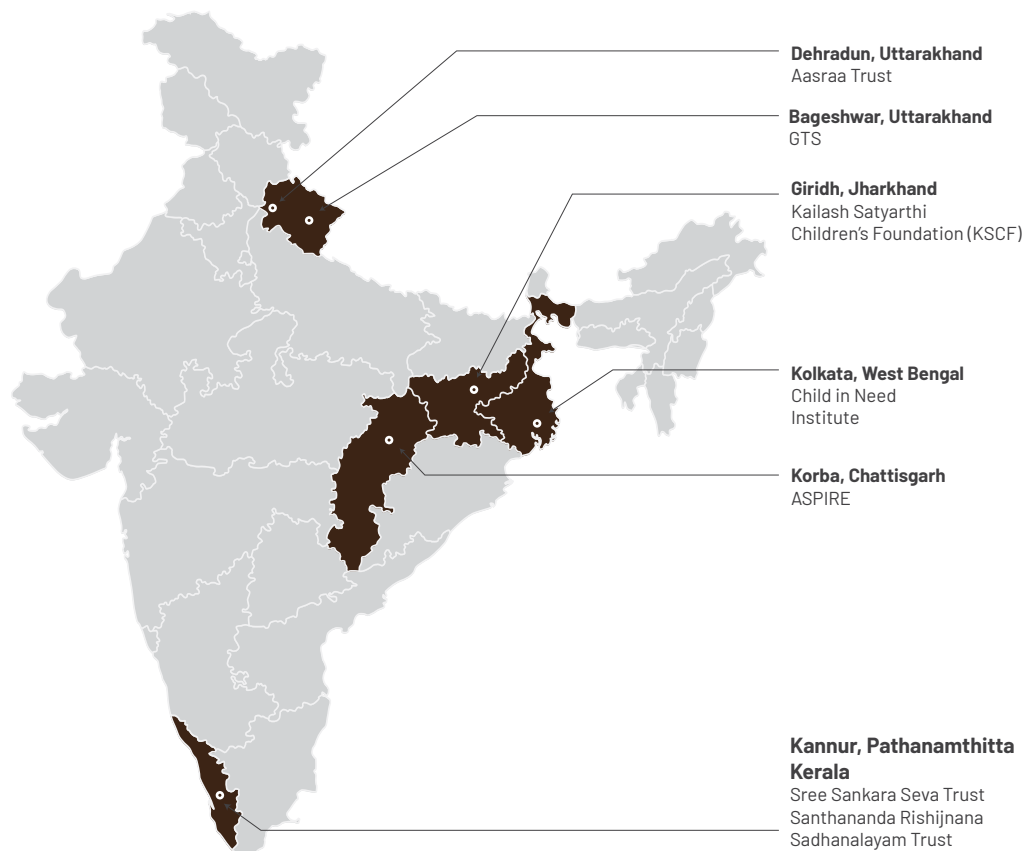 Dehradun, Uttarakhand
Aasraa Trust
Bageshwar, Uttarakhand
GTS
Giridh, Jharkhand
Kailash Satyarthi
Children's Foundation (KSCF)
Kolkata, West Bengal
Child in Need
Institute
Korba, Chattisgarh
ASPIRE
Kannur, Pathanamthitta
Kerala
Sree Sankara Seva Trust
Santhananda Rishijnana
Sadhanalayam Trust